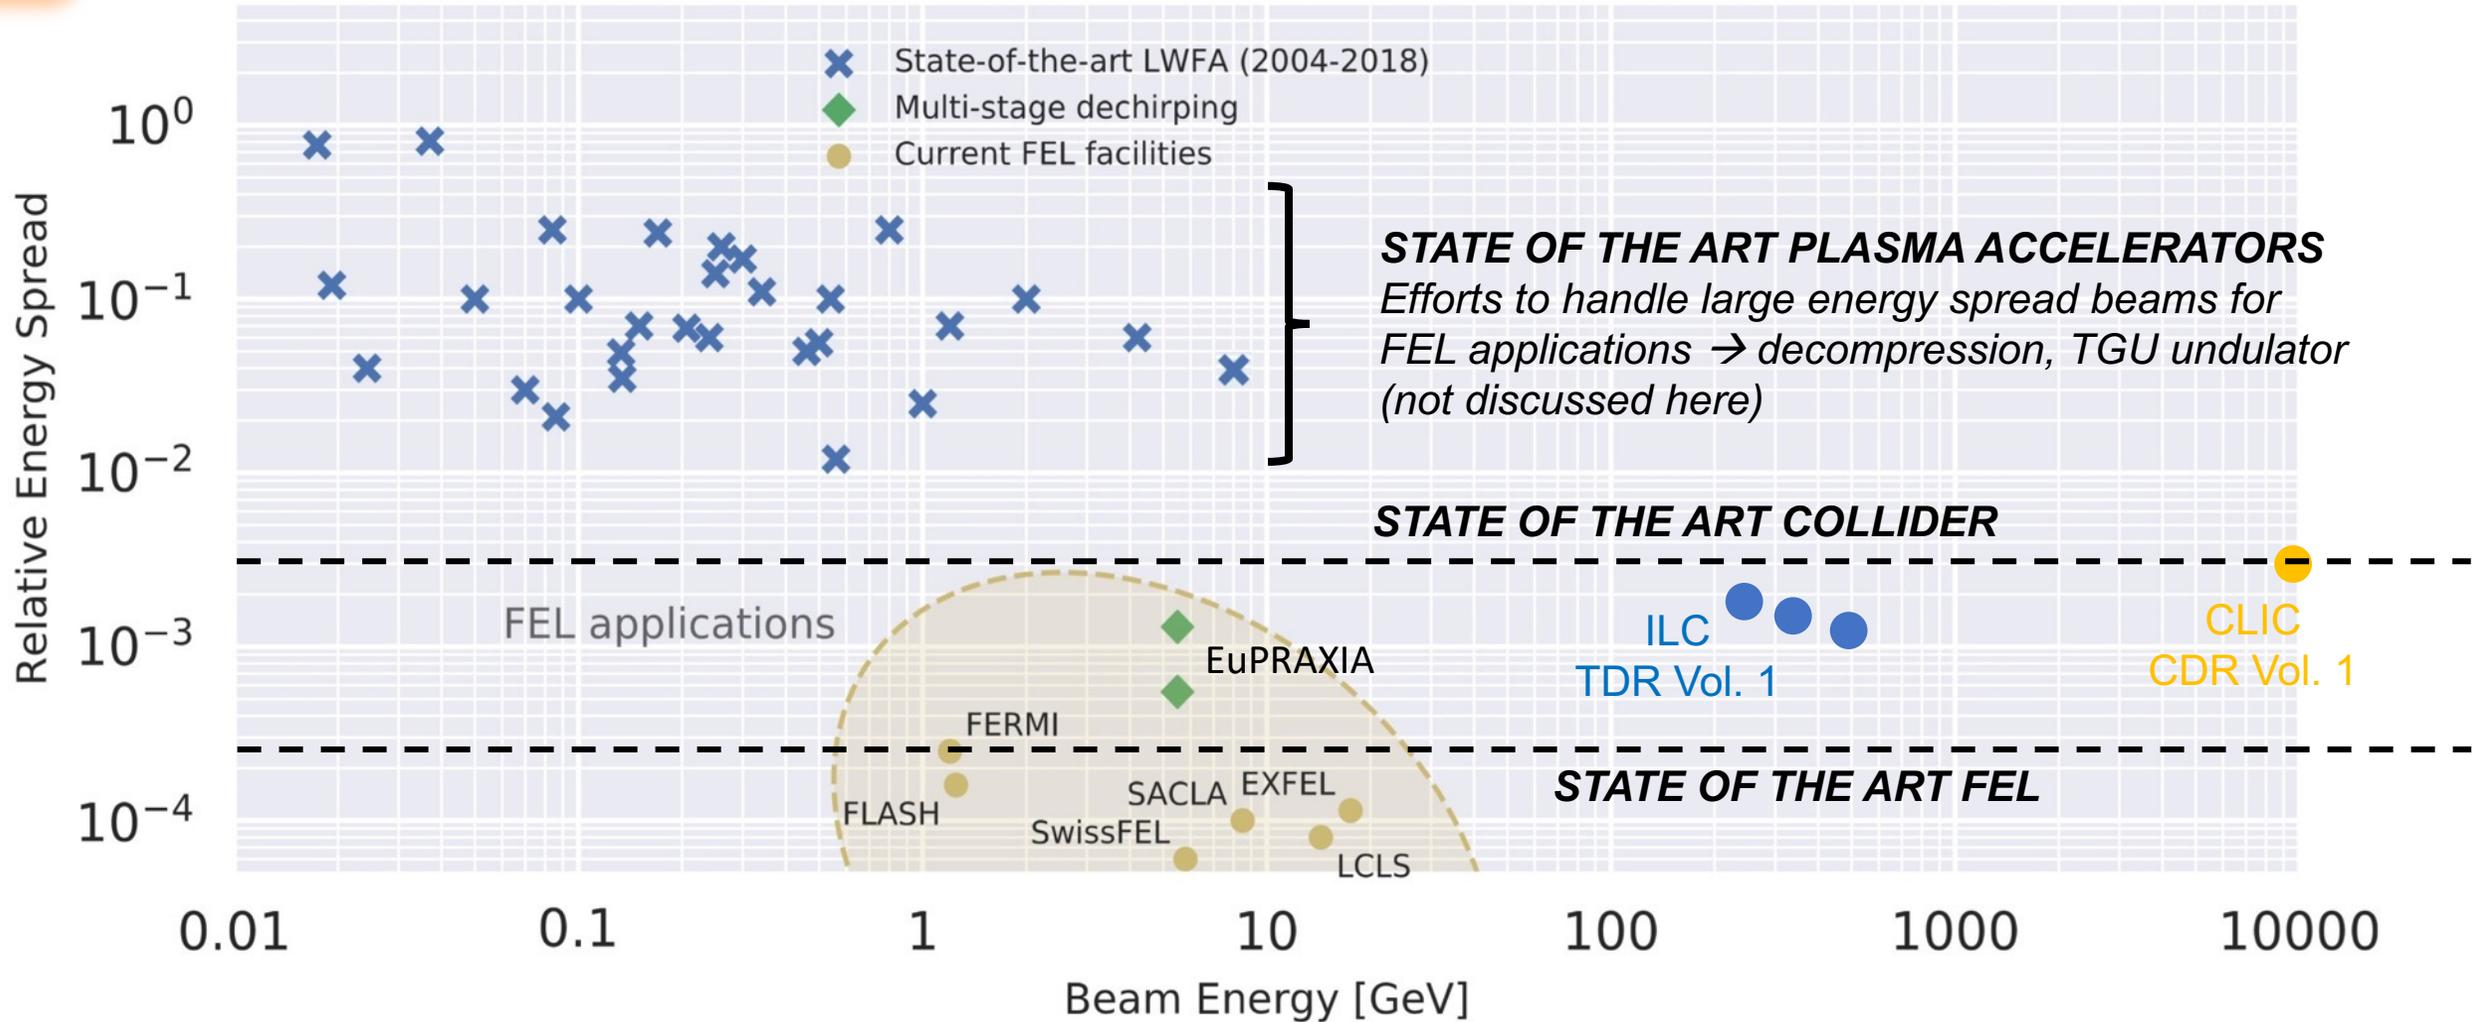 State-of-the-art LWFA (2004-2018)
Multi-stage dechirping
Current FEL facilities
Relative Energy Spread
10⁰
10⁻¹
10⁻²
10⁻³
10⁻⁴
STATE OF THE ART PLASMA ACCELERATORS
Efforts to handle large energy spread beams for
FEL applications → decompression, TGU undulator
(not discussed here)
STATE OF THE ART COLLIDER
FEL applications
EuPRAXIA
ILC
TDR Vol. 1
CLIC
CDR Vol. 1
FERMI
FLASH
SACLA
EXFEL
SwissFEL
LCLS
STATE OF THE ART FEL
0.01
0.1
1
10
100
1000
10000
Beam Energy [GeV]